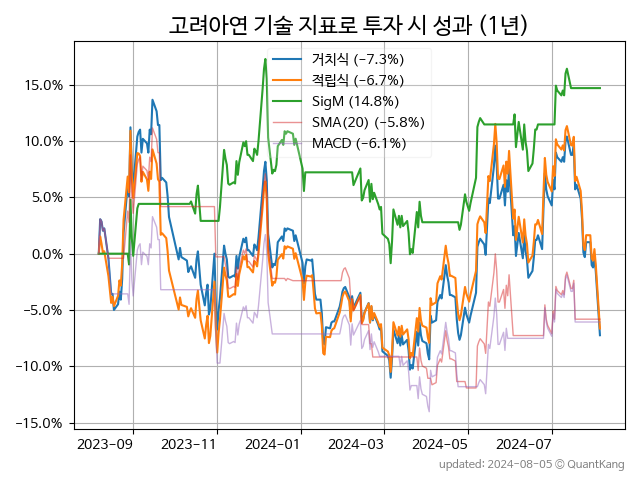 고려아연 기술 지표로 투자 시 성과 (1년)
거치식 (−7.3%)
적립식 (−6.7%)
SigM (14.8%)
SMA(20) (−5.8%)
MACD (−6.1%)
15.0%
10.0%
5.0%
0.0%
−5.0%
−10.0%
−15.0%
2023-09 2023-11 2024-01 2024-03 2024-05 2024-07
updated: 2024-08-05 © QuantKang